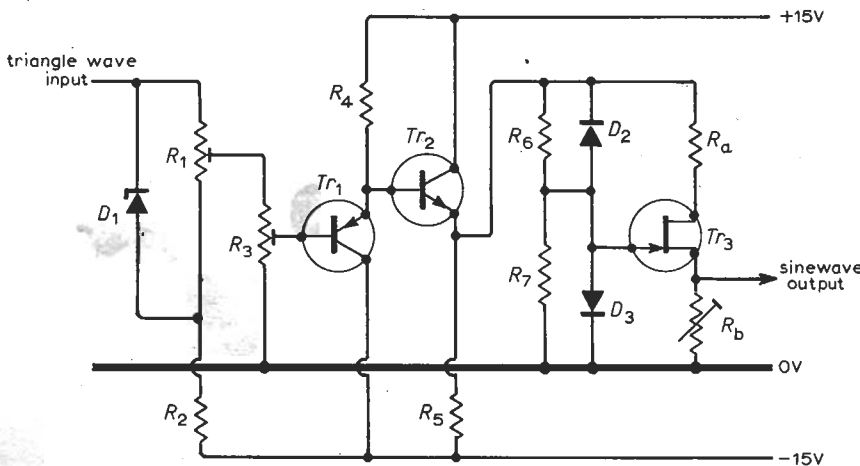 +15V
triangle wave
input
R4
Tr2
R6
D2
Ra
R1
Tr1
D1
R3
R7
Tr3
D3
sinewave
output
Rb
0V
R2
R5
-15V